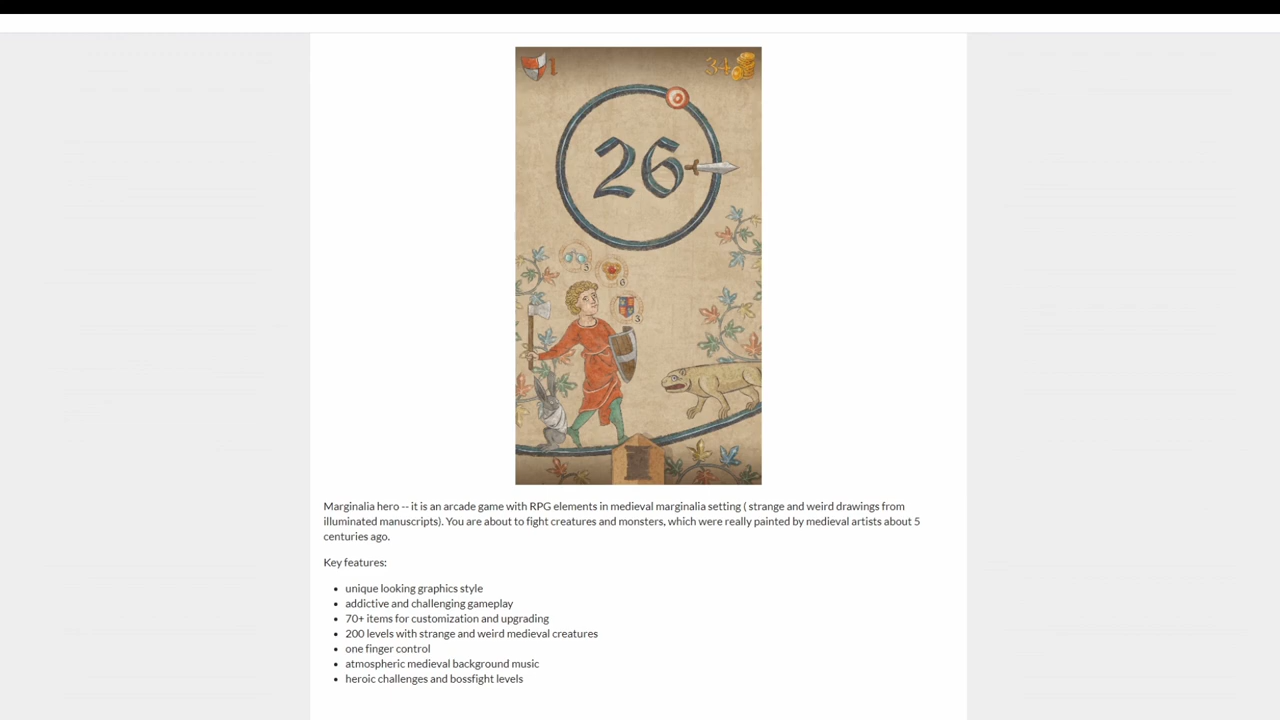 1
34
26
3
6
3
Marginalia hero -- it is an arcade game with RPG elements in medieval marginalia setting ( strange and weird drawings from
illuminated manuscripts). You are about to fight creatures and monsters, which were really painted by medieval artists about 5
centuries ago.
Key features:
• unique looking graphics style
• addictive and challenging gameplay
• 70+ items for customization and upgrading
• 200 levels with strange and weird medieval creatures
• one finger control
• atmospheric medieval background music
• heroic challenges and bossfight levels